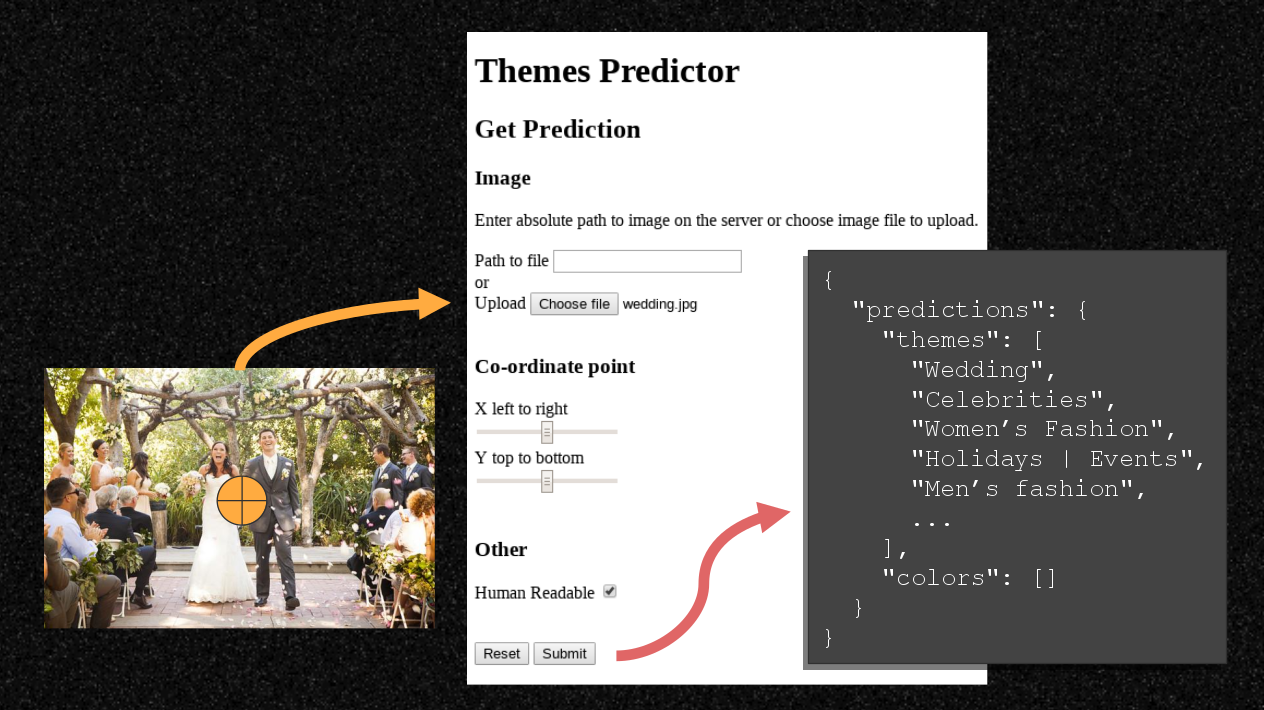 Themes Predictor
Get Prediction
Image
Enter absolute path to image on the server or choose image file to upload.
Path to file
or
Upload Choose file wedding.jpg
Co-ordinate point
X left to right
Y top to bottom
Other
Human Readable
Reset Submit
{
"predictions": {
"themes": [
"Wedding",
"Celebrities",
"Women’s Fashion",
"Holidays | Events",
"Men’s fashion",
...
],
"colors": []
}
}